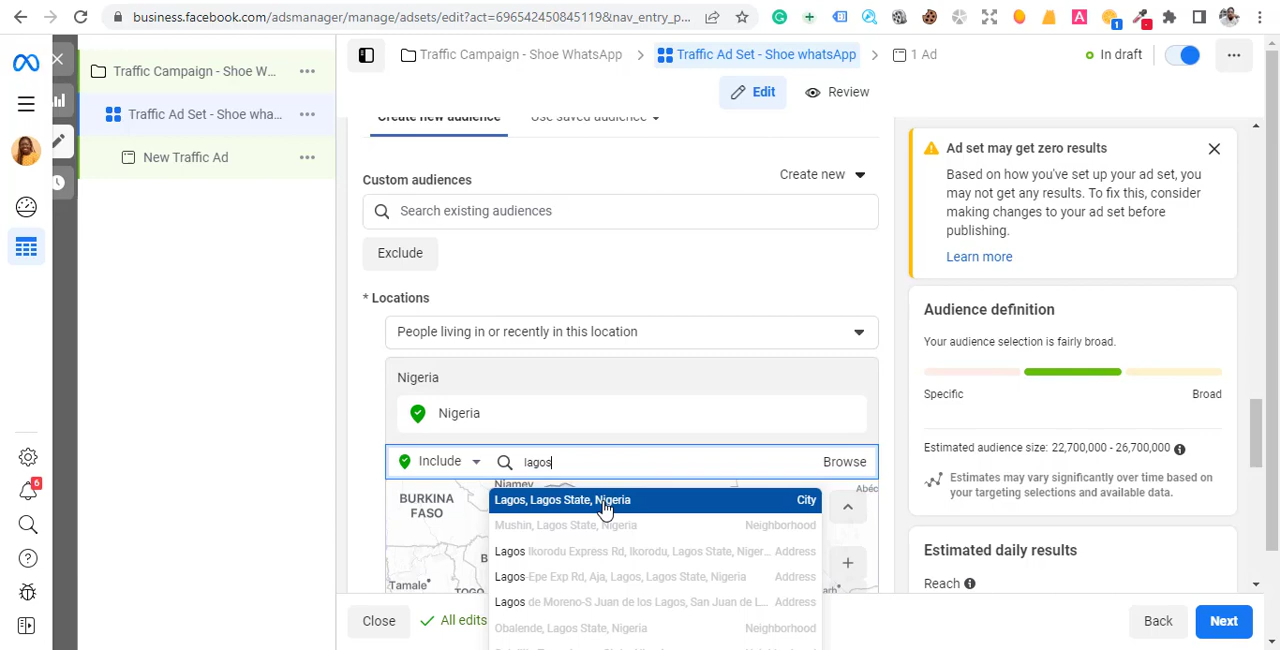 business.facebook.com/adsmanager/manage/adsets/edit?act=696542450845119&nav_entry_p...
1
Traffic Campaign - Shoe W...
Traffic Ad Set - Shoe wha...
New Traffic Ad
6
Traffic Campaign - Shoe WhatsApp
Traffic Ad Set - Shoe whatsApp
1 Ad
In draft
Edit
Review
Create new audience
Use saved audience
Custom audiences
Create new
Search existing audiences
Exclude
* Locations
People living in or recently in this location
Nigeria
Nigeria
Include
lagos
Browse
Niamey
BURKINA
FASO
Tamale
TOGO
Lagos, Lagos State, Nigeria City
Mushin, Lagos State, Nigeria Neighborhood
Lagos Ikorodu Express Rd, Ikorodu, Lagos State, Niger... Address
Lagos-Epe Exp Rd, Aja, Lagos, Lagos State, Nigeria Address
Lagos de Moreno-S Juan de los Lagos, San Juan de L... Address
Obalende, Lagos State, Nigeria Neighborhood
Close
All edits
Back
Next
Ad set may get zero results
Based on how you've set up your ad set, you
may not get any results. To fix this, consider
making changes to your ad set before
publishing.
Learn more
Audience definition
Your audience selection is fairly broad.
Specific
Broad
Estimated audience size: 22,700,000 - 26,700,000
Estimates may vary significantly over time based on
your targeting selections and available data.
Estimated daily results
Reach